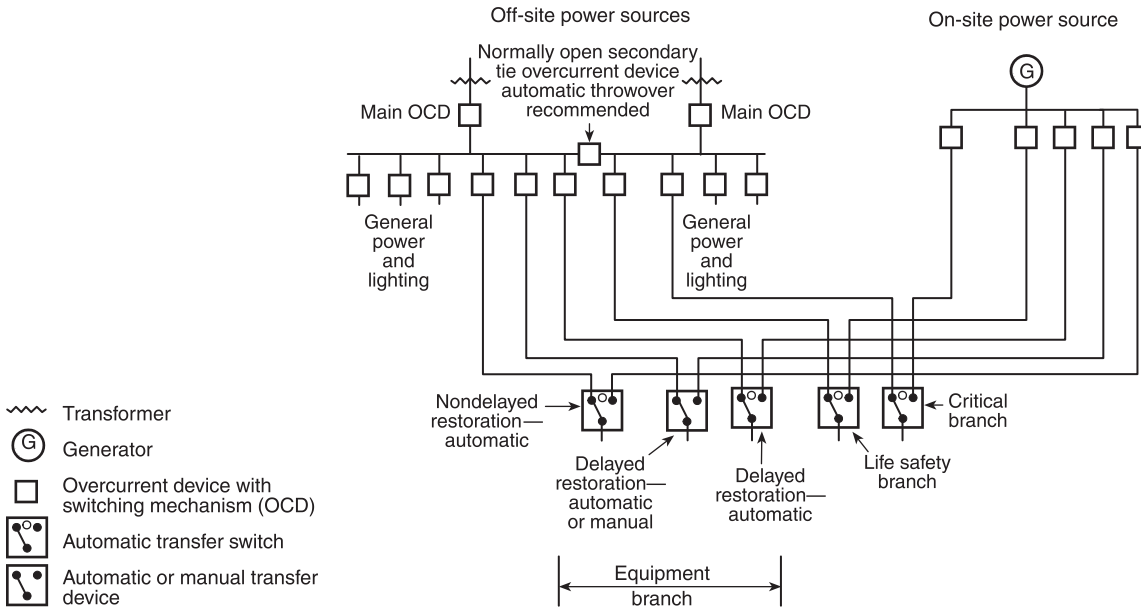 Off-site power sources
On-site power source
Normally open secondary
tie overcurrent device
automatic throwover
recommended
Main OCD
Main OCD
G
General
power
and
lighting
General
power
and
lighting
Nondelayed
restoration—
automatic
Delayed
restoration—
automatic
or manual
Delayed
restoration—
automatic
Life safety
branch
Critical
branch
Equipment
branch
Transformer
G
Generator
Overcurrent device with
switching mechanism (OCD)
Automatic transfer switch
Automatic or manual transfer
device